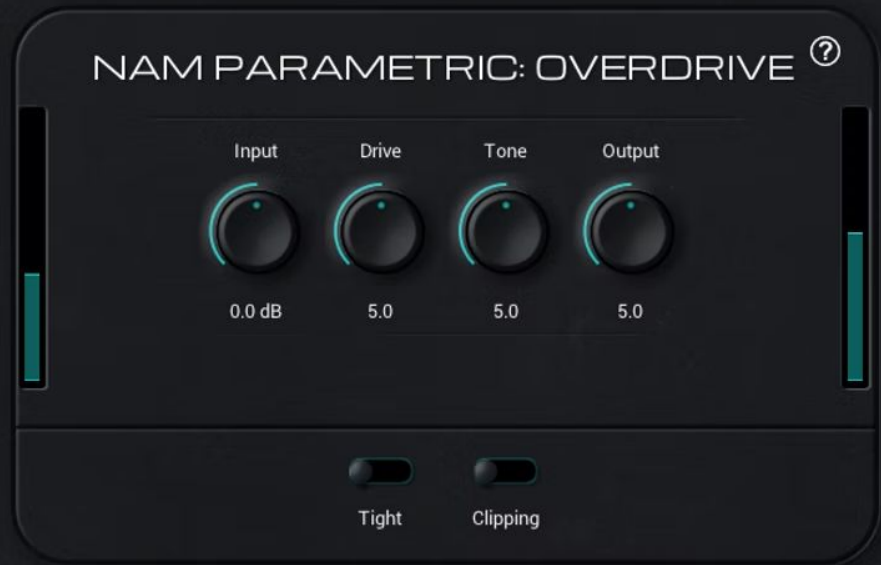 NAM PARAMETRIC: OVERDRIVE ?
Input Drive Tone Output
0.0 dB 5.0 5.0 5.0
Tight Clipping